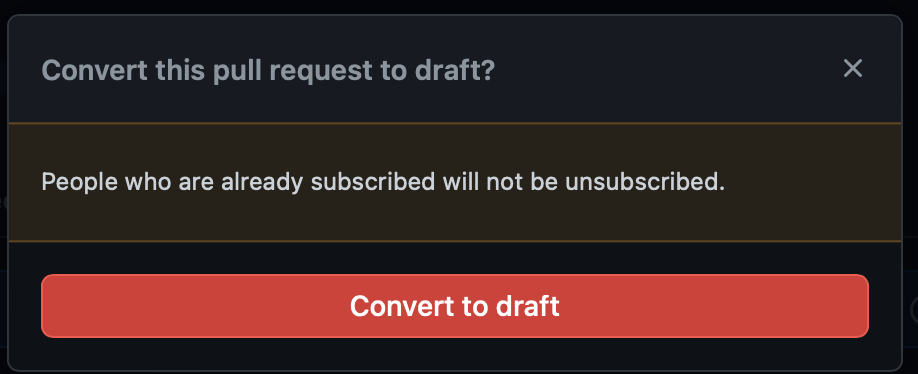 Convert this pull request to draft?
People who are already subscribed will not be unsubscribed.
Convert to draft